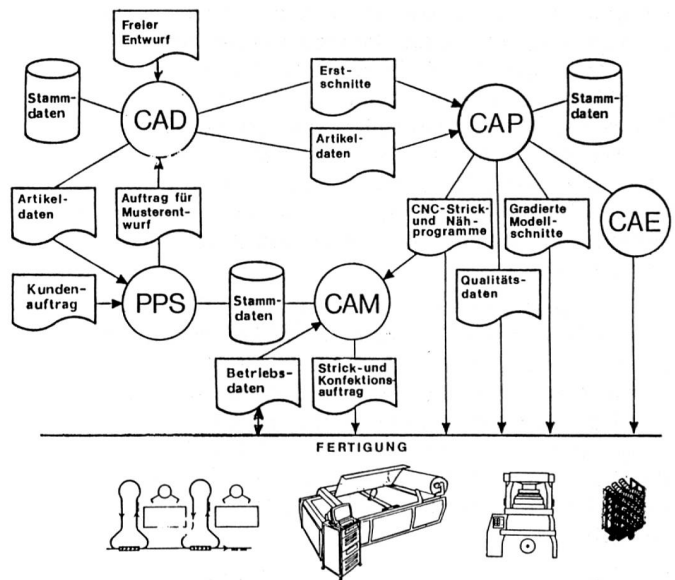 Freier
Entwurf
Stamm-
daten
CAD
Erst-
schnitte
Artikel-
daten
CAP
Stamm-
daten
Artikel-
daten
Auftrag für
Musterent-
wurf
CNC-Strick-
und Näh-
programme
Gradierte
Modell-
schnitte
CAE
Kunden-
auftrag
PPS
Stamm-
daten
CAM
Qualitäts-
daten
Betriebs-
daten
Strick-und
Konfektions-
auftrag
FERTIGUNG